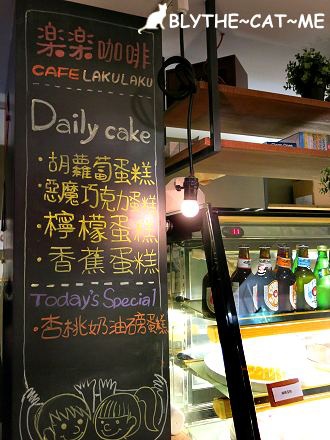 BLYTHE~CAT~ME
楽楽咖啡
CAFE LAKULAKU
Daily cake
·胡蘿蔔蛋糕
·惡魔巧克力蛋糕
·檸檬蛋糕
·香蕉蛋糕
Today's Special
·杏桃奶油磅蛋糕